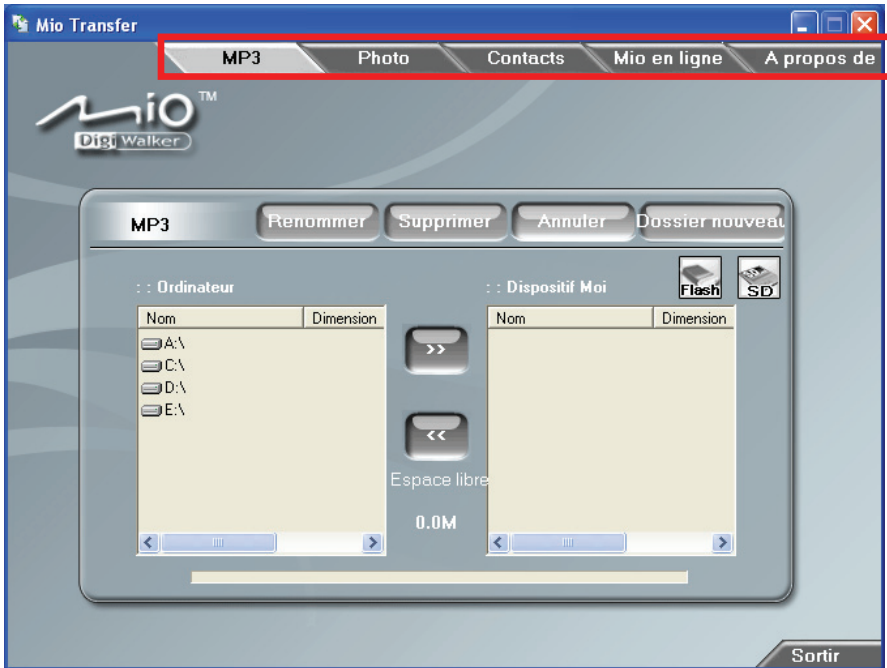 Mio Transfer
MP3 Photo Contacts Mio en ligne A propos de
Mio TM
Digi Walker
MP3 Renommer Supprimer Annuler Dossier nouveau
: : Ordinateur : : Dispositif Moi Flash SD
Nom Dimension Nom Dimension
A:\
C:\
D:\
E:\
>>
<<
Espace libre
0.0M
Sortir